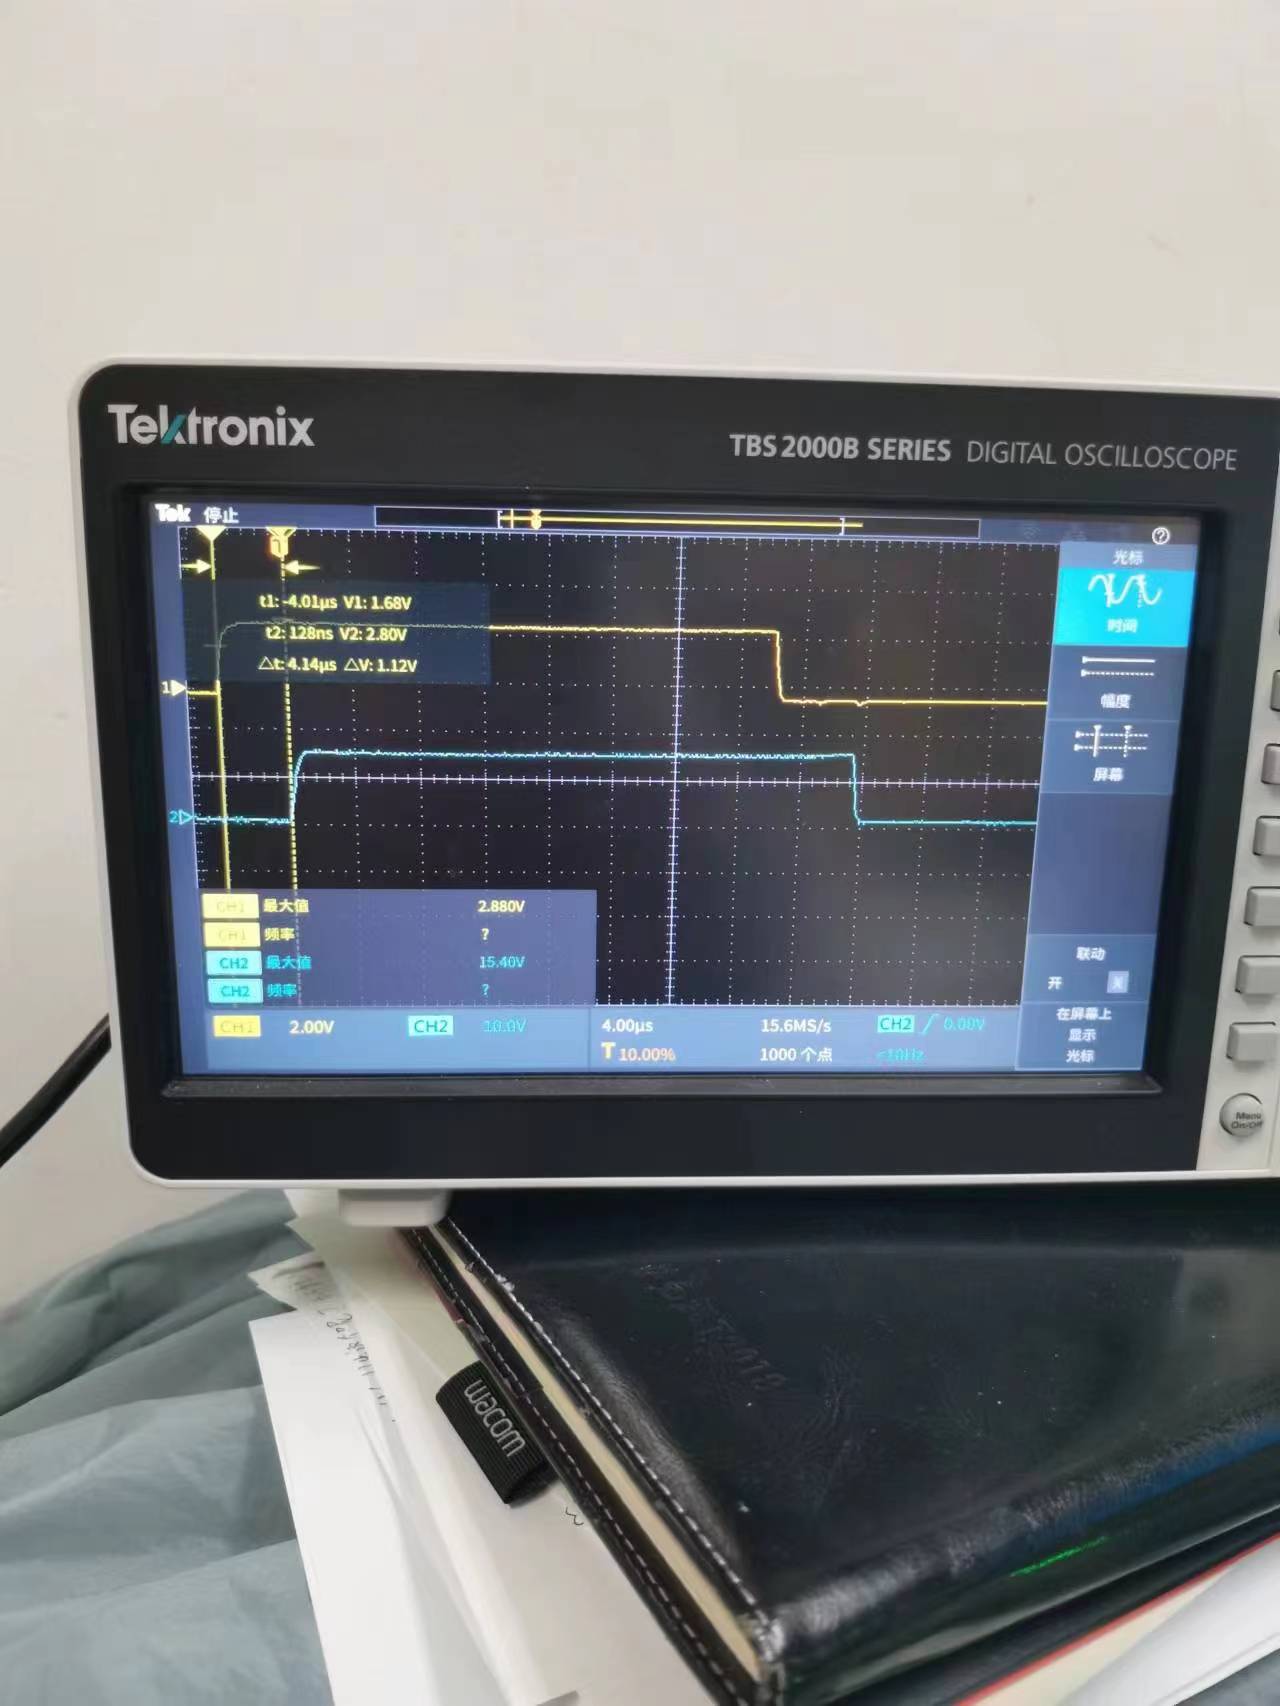 Tektronix
TBS 2000B SERIES DIGITAL OSCILLOSCOPE
Tek 停止
光标
时间
t1: -4.01μs V1: 1.68V
t2: 128ns V2: 2.80V
△t: 4.14μs △V: 1.12V
幅度
屏幕
1
2
CH1 最大值 2.880V
CH1 频率 ?
CH2 最大值 15.40V
CH2 频率 ?
联动
开 关
在屏幕上
显示
光标
CH1 2.00V CH2 10.0V 4.00μs 15.6MS/s CH2 0.00V
T 10.00% 1000 个点 <10Hz
Menu
On/Off
wacom